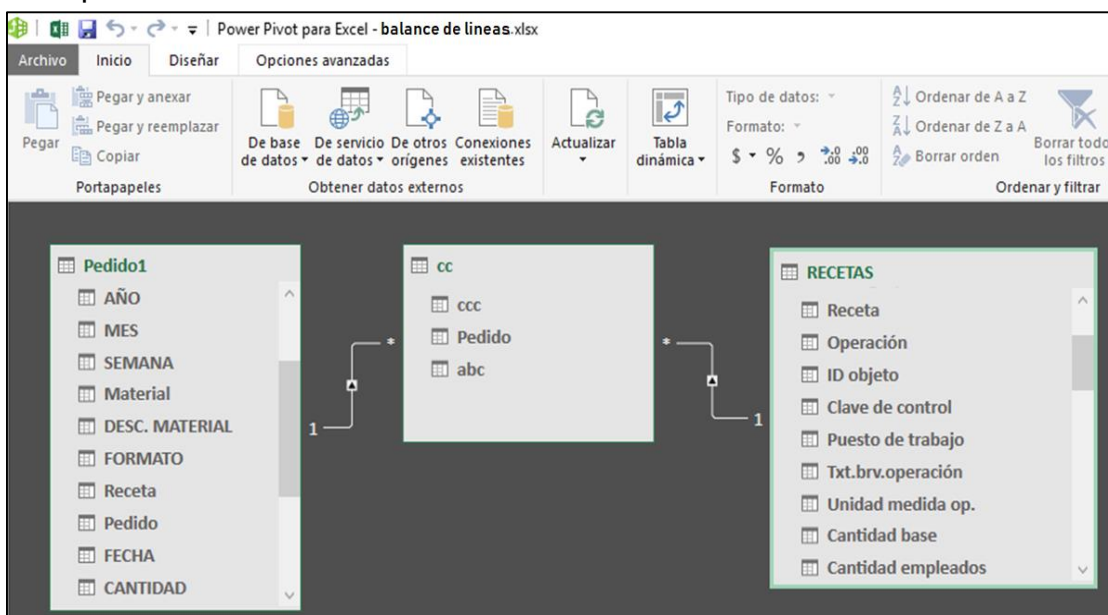 Power Pivot para Excel - balance de lineas.xlsx
Archivo Inicio Diseñar Opciones avanzadas
Pegar
Pegar y anexar
Pegar y reemplazar
Copiar
Portapapeles
De base de datos
De servicio de datos
De otros orígenes
Conexiones existentes
Obtener datos externos
Actualizar
Tabla dinámica
Tipo de datos:
Formato:
$ % , .00 .00
Formato
Ordenar de A a Z
Ordenar de Z a A
Borrar orden
Borrar todo
los filtros
Ordenar y filtrar
Pedido1
AÑO
MES
SEMANA
Material
DESC. MATERIAL
FORMATO
Receta
Pedido
FECHA
CANTIDAD
1
*
cc
ccc
Pedido
abc
*
1
RECETAS
Receta
Operación
ID objeto
Clave de control
Puesto de trabajo
Txt.brv.operación
Unidad medida op.
Cantidad base
Cantidad empleados